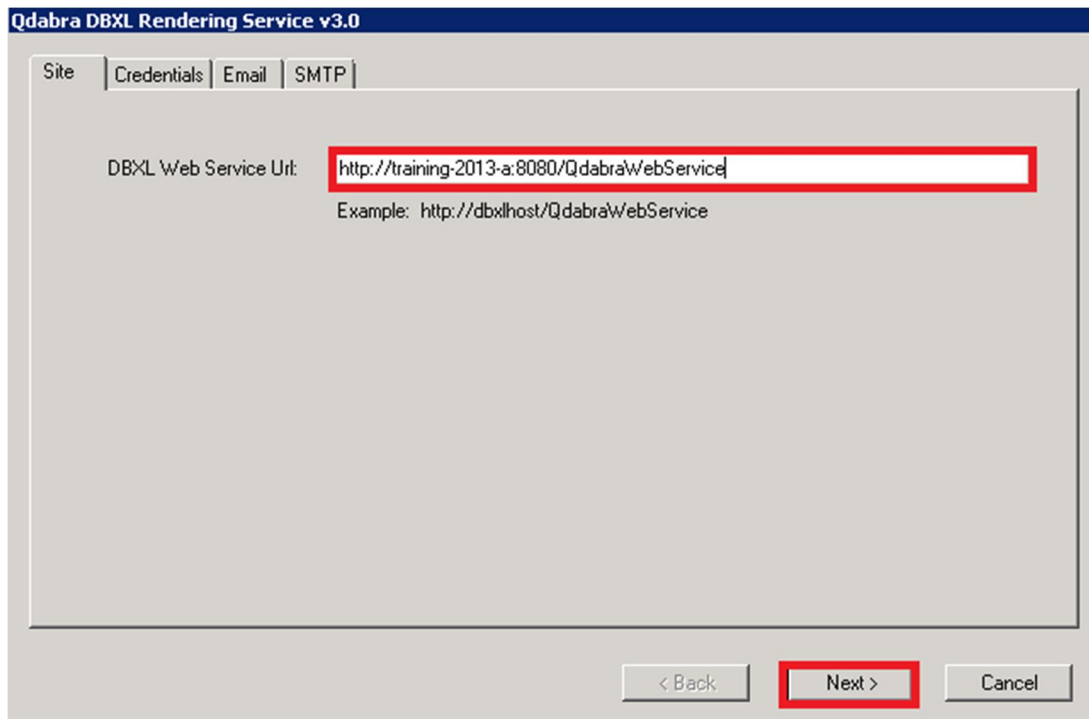 Qdabra DBXL Rendering Service v3.0
Site Credentials Email SMTP
DBXL Web Service Url: http://training-2013-a:8080/QdabraWebService
Example: http://dbxlhost/QdabraWebService
< Back Next > Cancel